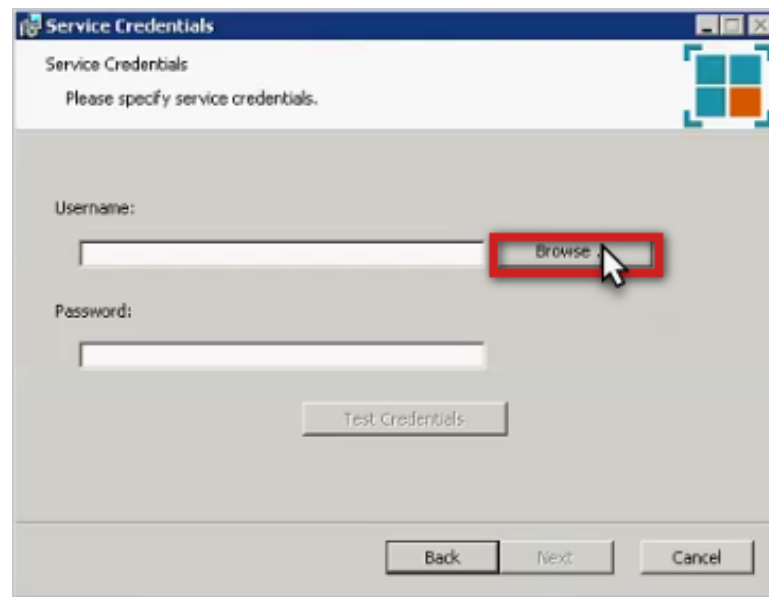 Service Credentials
Service Credentials
Please specify service credentials.
Username:
Browse .
Password:
Test Credentials
Back Next Cancel